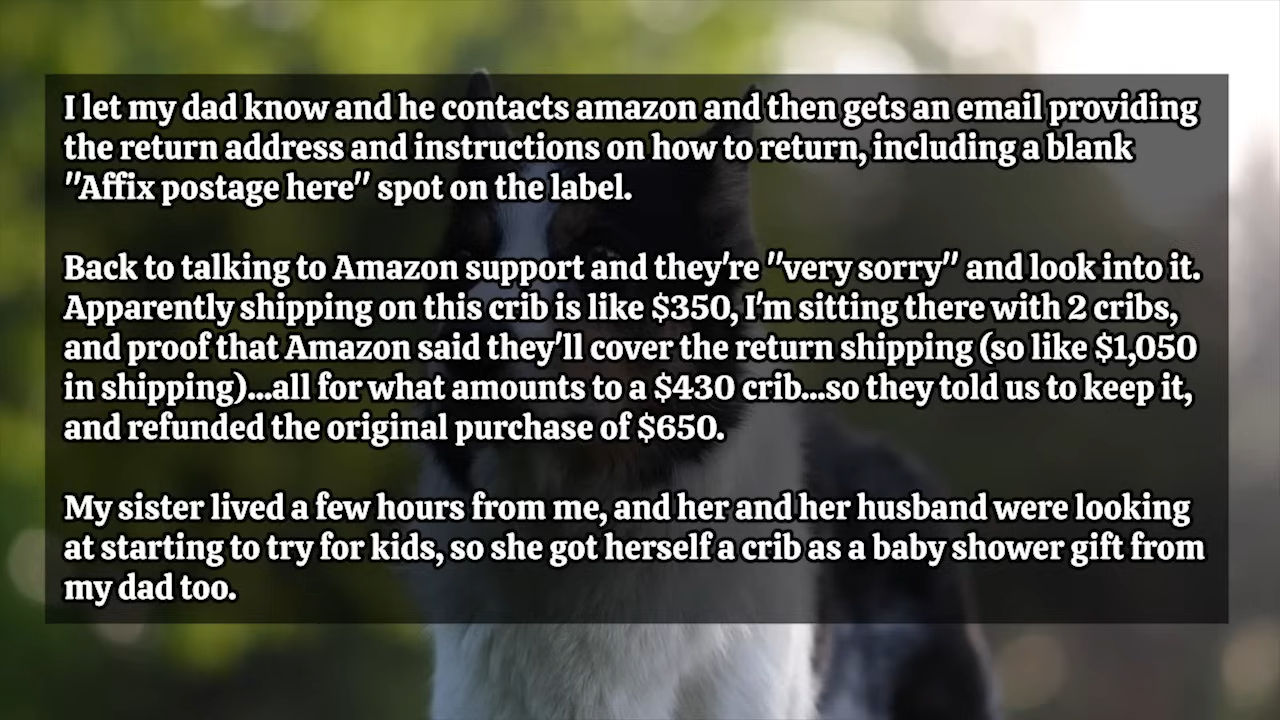 I let my dad know and he contacts amazon and then gets an email providing
the return address and instructions on how to return, including a blank
"Affix postage here" spot on the label.
Back to talking to Amazon support and they're "very sorry" and look into it.
Apparently shipping on this crib is like $350, I'm sitting there with 2 cribs,
and proof that Amazon said they'll cover the return shipping (so like $1,050
in shipping)...all for what amounts to a $430 crib...so they told us to keep it,
and refunded the original purchase of $650.
My sister lived a few hours from me, and her and her husband were looking
at starting to try for kids, so she got herself a crib as a baby shower gift from
my dad too.